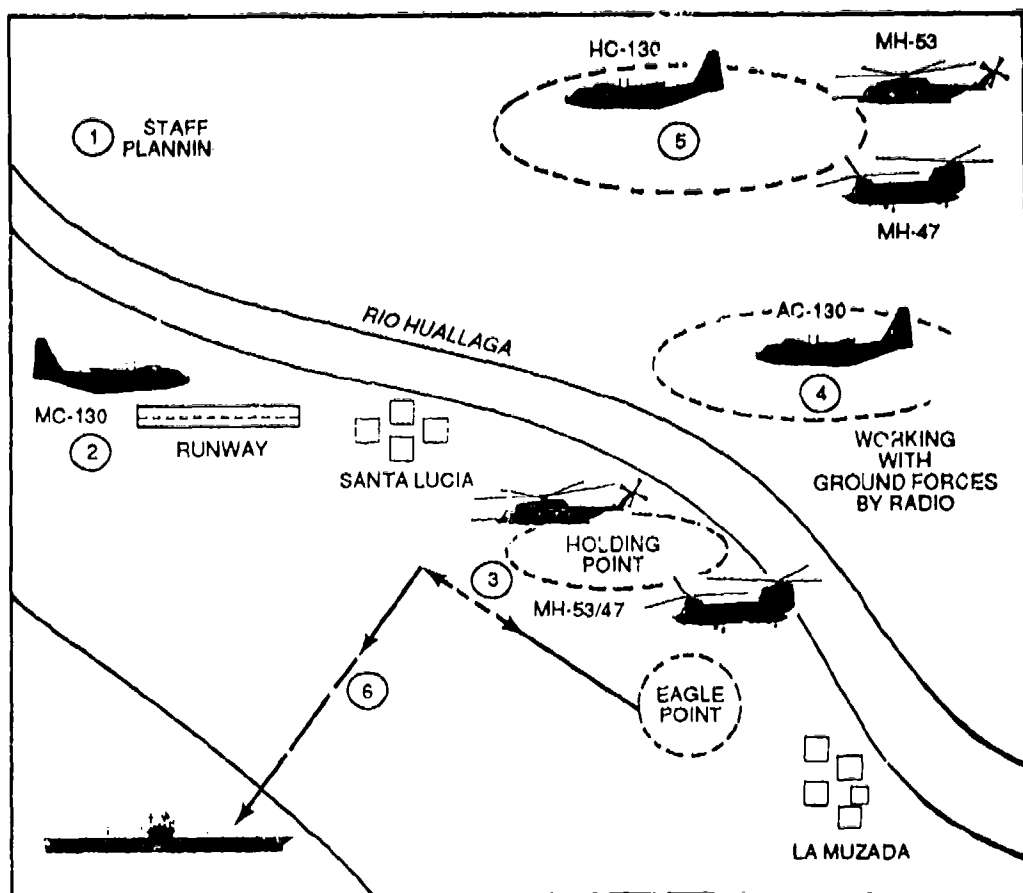 HC-130
MH-53
1 STAFF
PLANNIN
5
MH-47
RIO HUALLAGA
AC-130
4
MC-130
2
RUNWAY
SANTA LUCIA
WORKING
WITH
GROUND FORCES
BY RADIO
HOLDING
POINT
3
MH-53/47
6
EAGLE
POINT
LA MUZADA